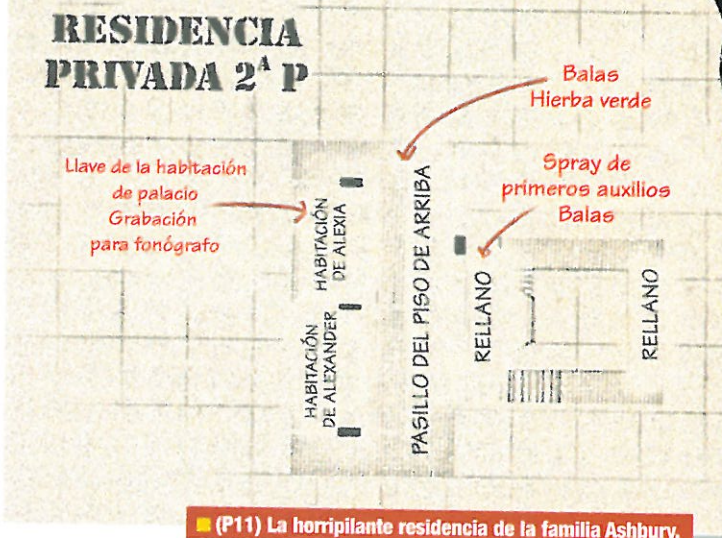 RESIDENCIA
PRIVADA 2ª P
Balas
Hierba verde
Llave de la habitación
de palacio
Grabación
para fonógrafo
Spray de
primeros auxilios
Balas
HABITACIÓN
DE ALEXIA
HABITACIÓN
DE ALEXANDER
PASILLO DEL PISO DE ARRIBA
RELLANO
RELLANO
(P11) La horripilante residencia de la familia Ashbury.